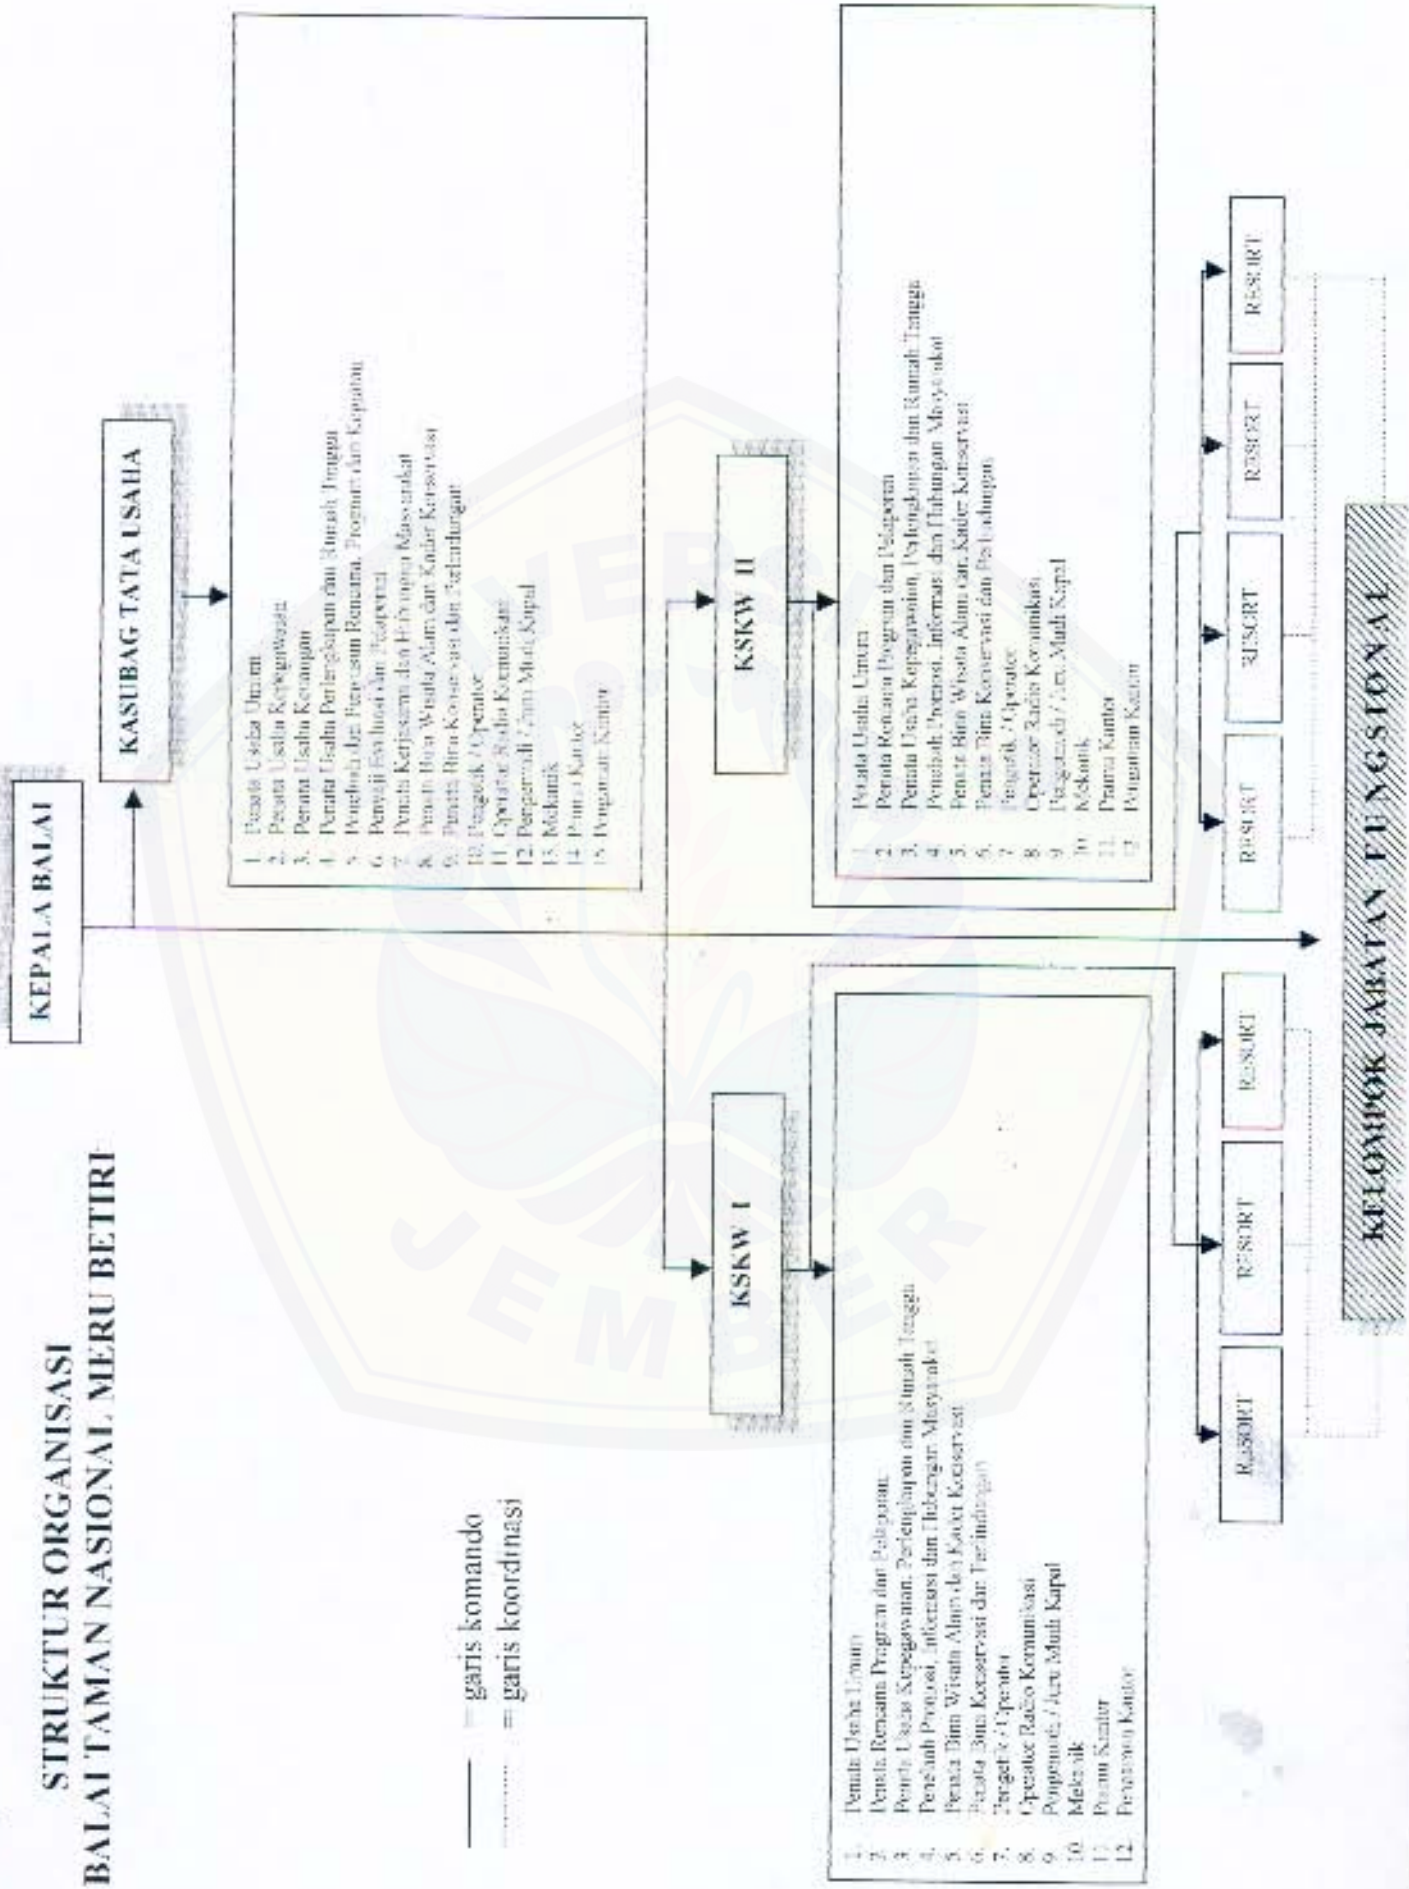 STRUKTUR ORGANISASI
BALAI TAMAN NASIONAL MERU BETIRI
= garis komando
= garis koordinasi
KEPALA BALAI
KASUBAG TATA USAHA
1. Penata Usaha Umum
2. Penata Usaha Kepegawaian
3. Penata Usaha Keuangan
4. Penata Usaha Perlengkapan dan Rumah Tangga
5. Penelaah dan Penyusun Rencana, Program dan Kegiatan
6. Penyaji Evaluasi dan Pelaporan
7. Penata Kerjasama dan Hubungan Masyarakat
8. Penata Bina Wisata Alam dan Kader Konservasi
9. Penata Bina Konservasi dan Perlindungan
10. Pengetik / Operator
11. Operator Radio Komunikasi
12. Pengemudi / Juru Mudi Kapal
13. Mekanik
14. Pramu Kantor
15. Pengaman Kantor
KSKW I
1. Penata Usaha Umum
2. Penata Rencana Program dan Pelaporan
3. Penata Usaha Kepegawaian, Perlengkapan dan Rumah Tangga
4. Penelaah Promosi, Informasi dan Hubungan Masyarakat
5. Penata Bina Wisata Alam dan Kader Konservasi
6. Penata Bina Konservasi dan Perlindungan
7. Pengetik / Operator
8. Operator Radio Komunikasi
9. Pengemudi / Juru Mudi Kapal
10. Mekanik
11. Pramu Kantor
12. Pengaman Kantor
KSKW II
1. Penata Usaha Umum
2. Penata Rencana Program dan Pelaporan
3. Penata Usaha Kepegawaian, Perlengkapan dan Rumah Tangga
4. Penelaah Promosi, Informasi dan Hubungan Masyarakat
5. Penata Bina Wisata Alam dan Kader Konservasi
6. Penata Bina Konservasi dan Perlindungan
7. Pengetik / Operator
8. Operator Radio Komunikasi
9. Pengemudi / Juru Mudi Kapal
10. Mekanik
11. Pramu Kantor
12. Pengaman Kantor
RESORT
RESORT
RESORT
RESORT
RESORT
RESORT
RESORT
KELOMPOK JABATAN FUNGSIONAL
JEMBER